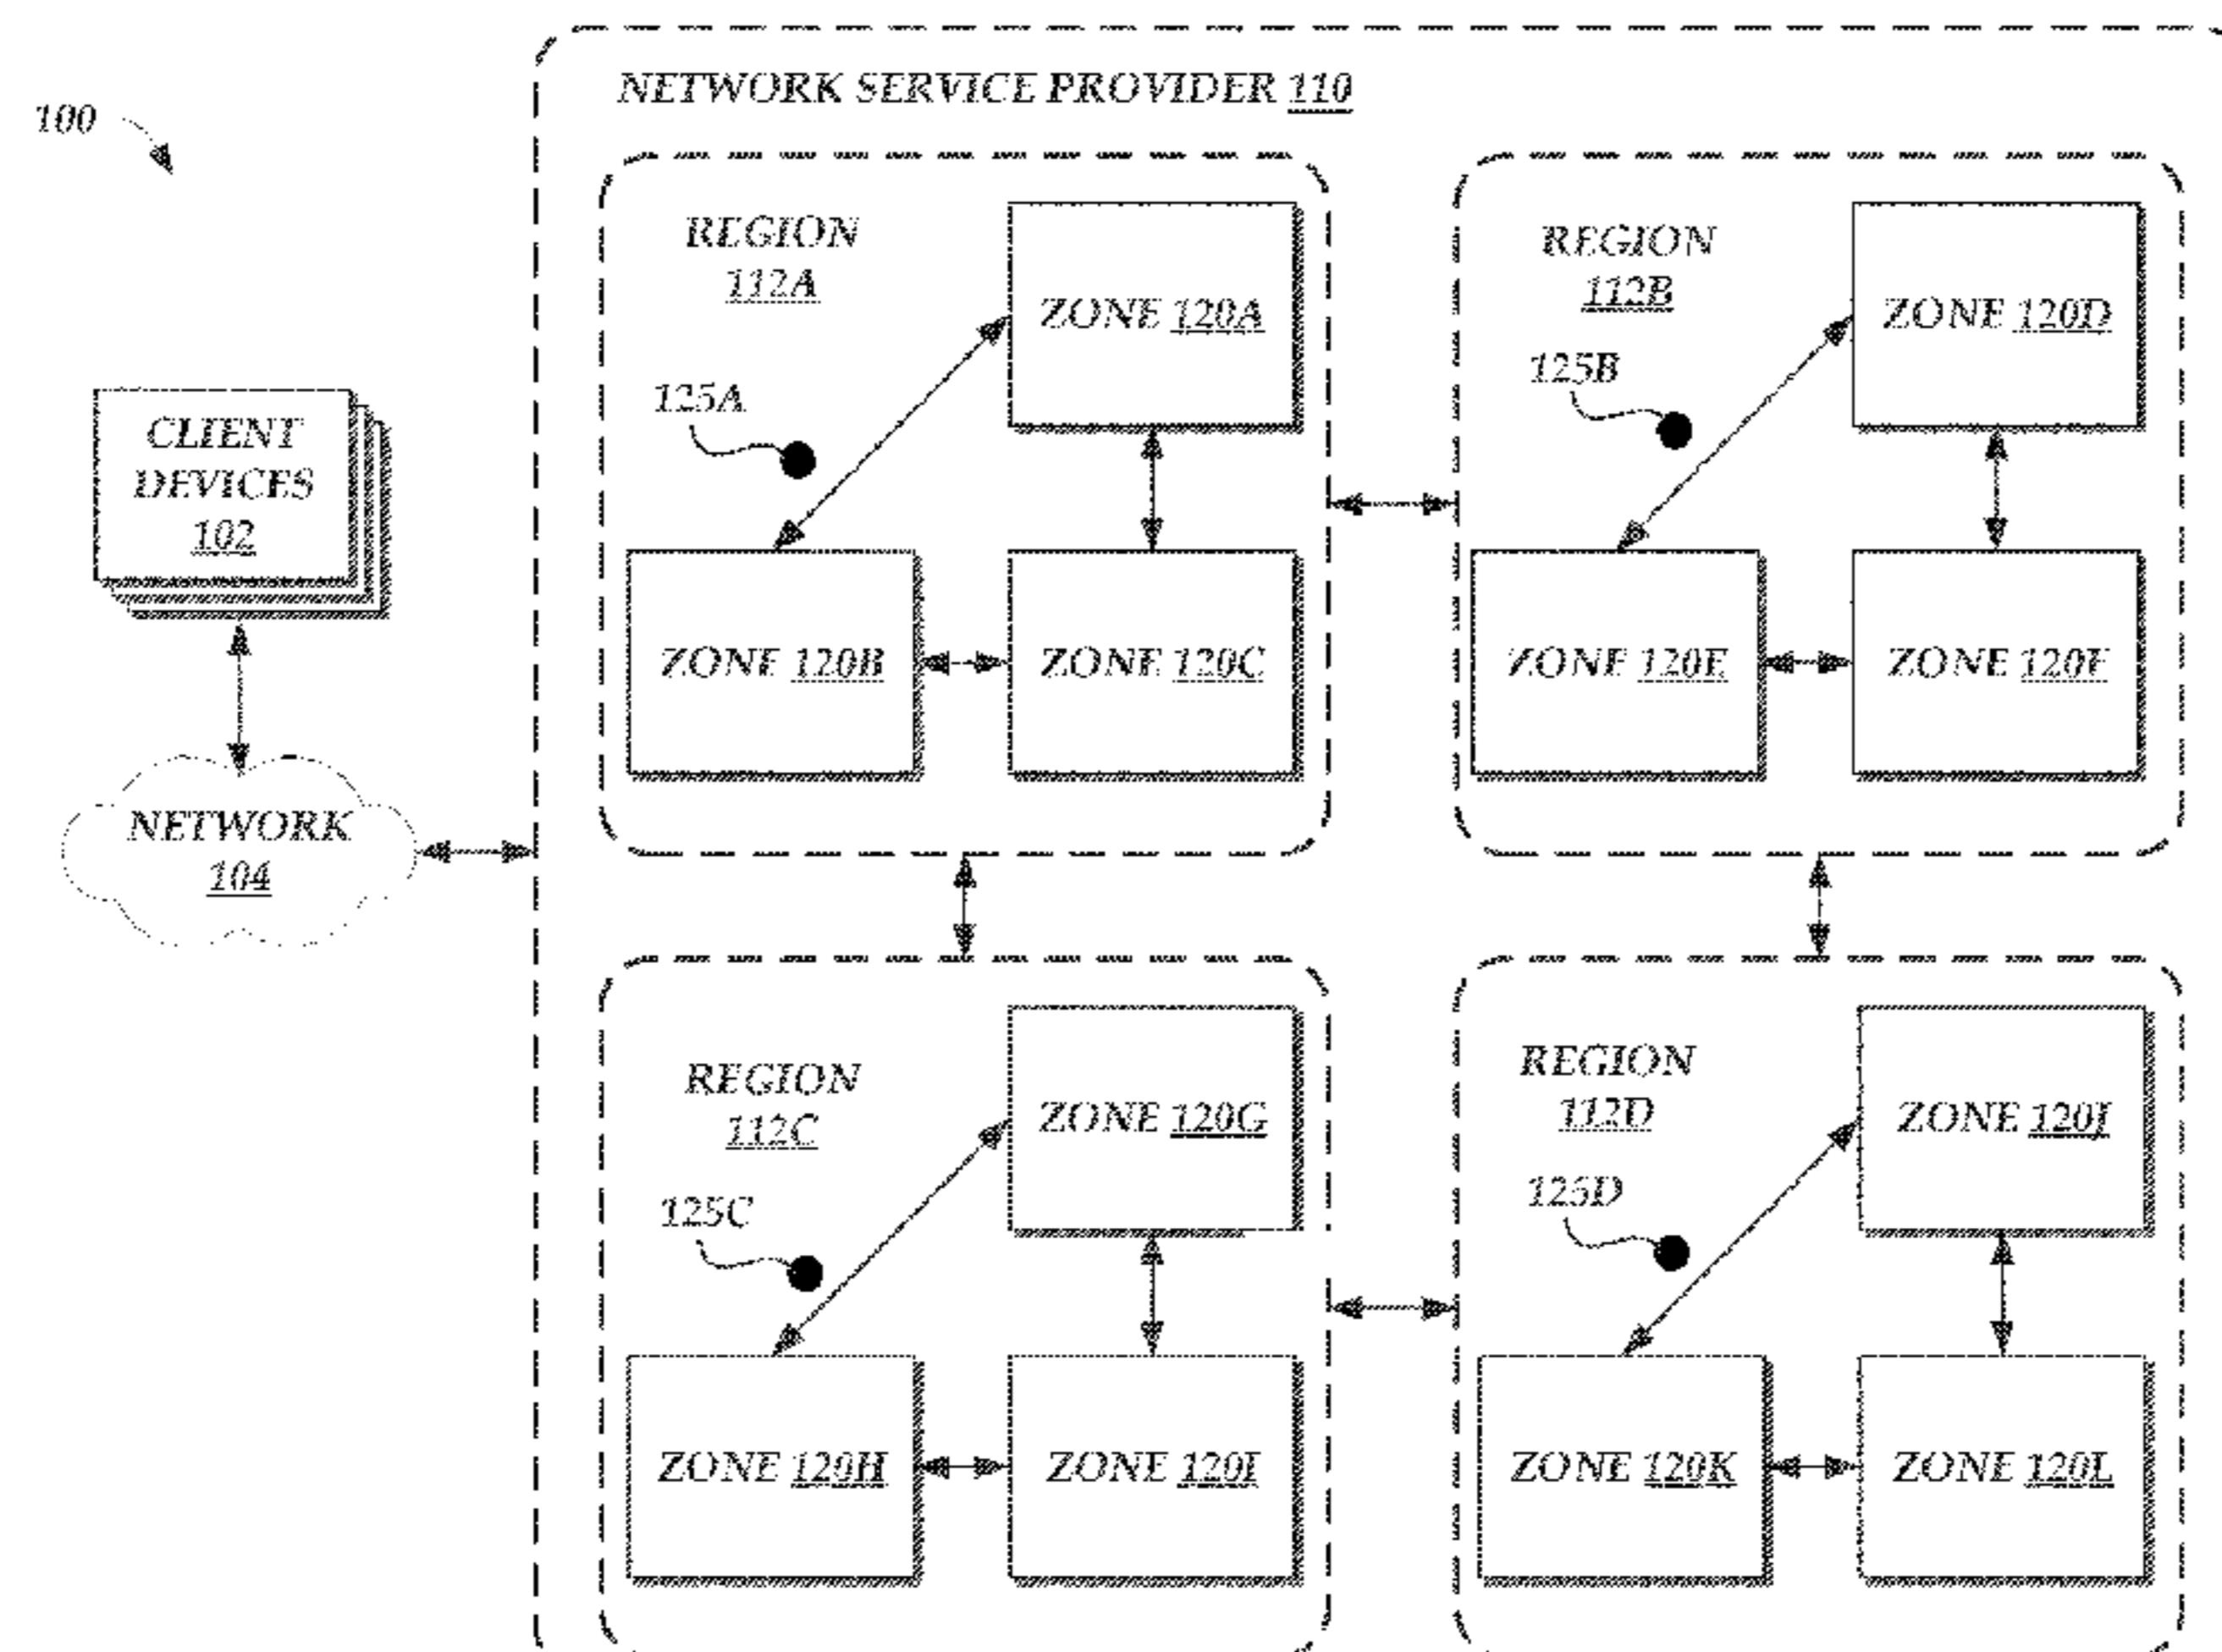 100
NETWORK SERVICE PROVIDER 110
REGION
112A
ZONE 120A
125A
ZONE 120B
ZONE 120C
REGION
112B
ZONE 120D
125B
ZONE 120E
ZONE 120F
CLIENT
DEVICES
102
NETWORK
104
REGION
112C
ZONE 120G
125C
ZONE 120H
ZONE 120I
REGION
112D
ZONE 120J
125D
ZONE 120K
ZONE 120L